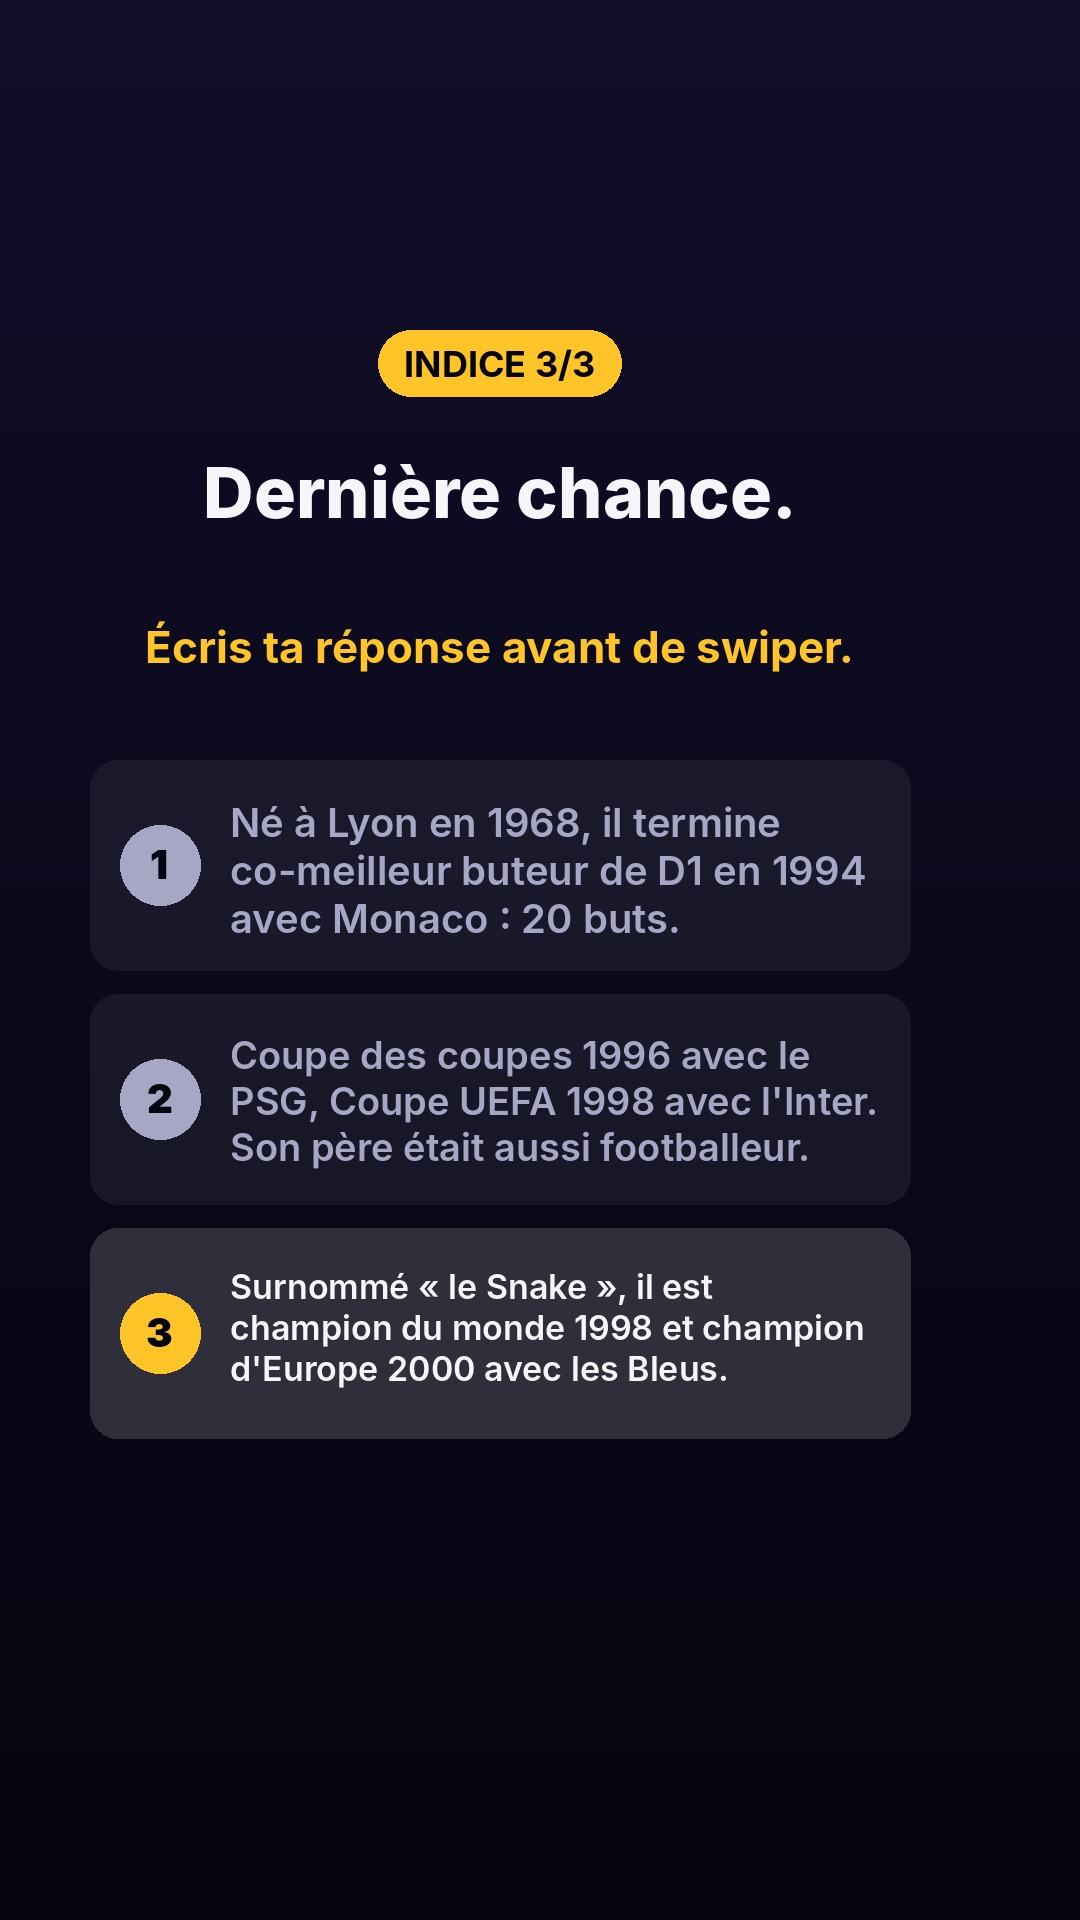 INDICE 3/3
Dernière chance.
Écris ta réponse avant de swiper.
1
Né à Lyon en 1968, il termine
co-meilleur buteur de D1 en 1994
avec Monaco : 20 buts.
2
Coupe des coupes 1996 avec le
PSG, Coupe UEFA 1998 avec l'Inter.
Son père était aussi footballeur.
3
Surnommé « le Snake », il est
champion du monde 1998 et champion
d'Europe 2000 avec les Bleus.